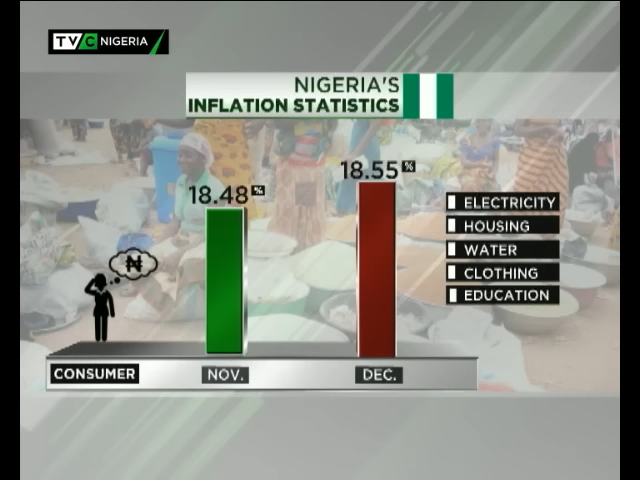 TVC NIGERIA
NIGERIA'S
INFLATION STATISTICS
18.48%
18.55%
ELECTRICITY
HOUSING
WATER
CLOTHING
EDUCATION
₦
CONSUMER
NOV.
DEC.